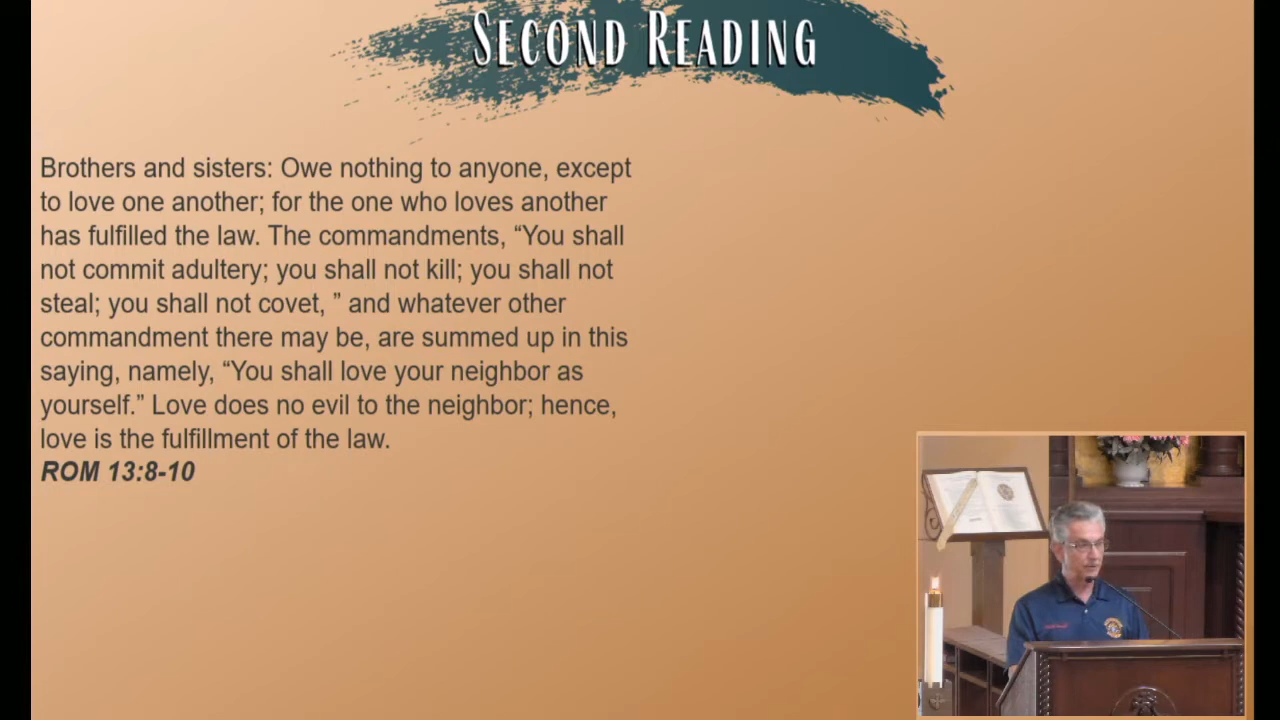 SECOND READING
Brothers and sisters: Owe nothing to anyone, except
to love one another; for the one who loves another
has fulfilled the law. The commandments, “You shall
not commit adultery; you shall not kill; you shall not
steal; you shall not covet, ” and whatever other
commandment there may be, are summed up in this
saying, namely, “You shall love your neighbor as
yourself.” Love does no evil to the neighbor; hence,
love is the fulfillment of the law.
ROM 13:8-10